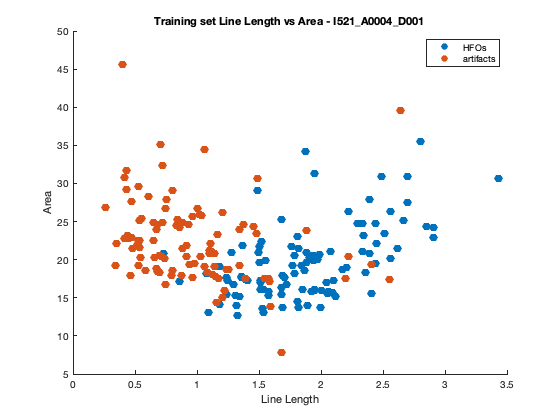 Training set Line Length vs Area - I521_A0004_D001
50
45
40
35
30
25
20
15
10
5
Area
HFOs
artifacts
0 0.5 1 1.5 2 2.5 3 3.5
Line Length